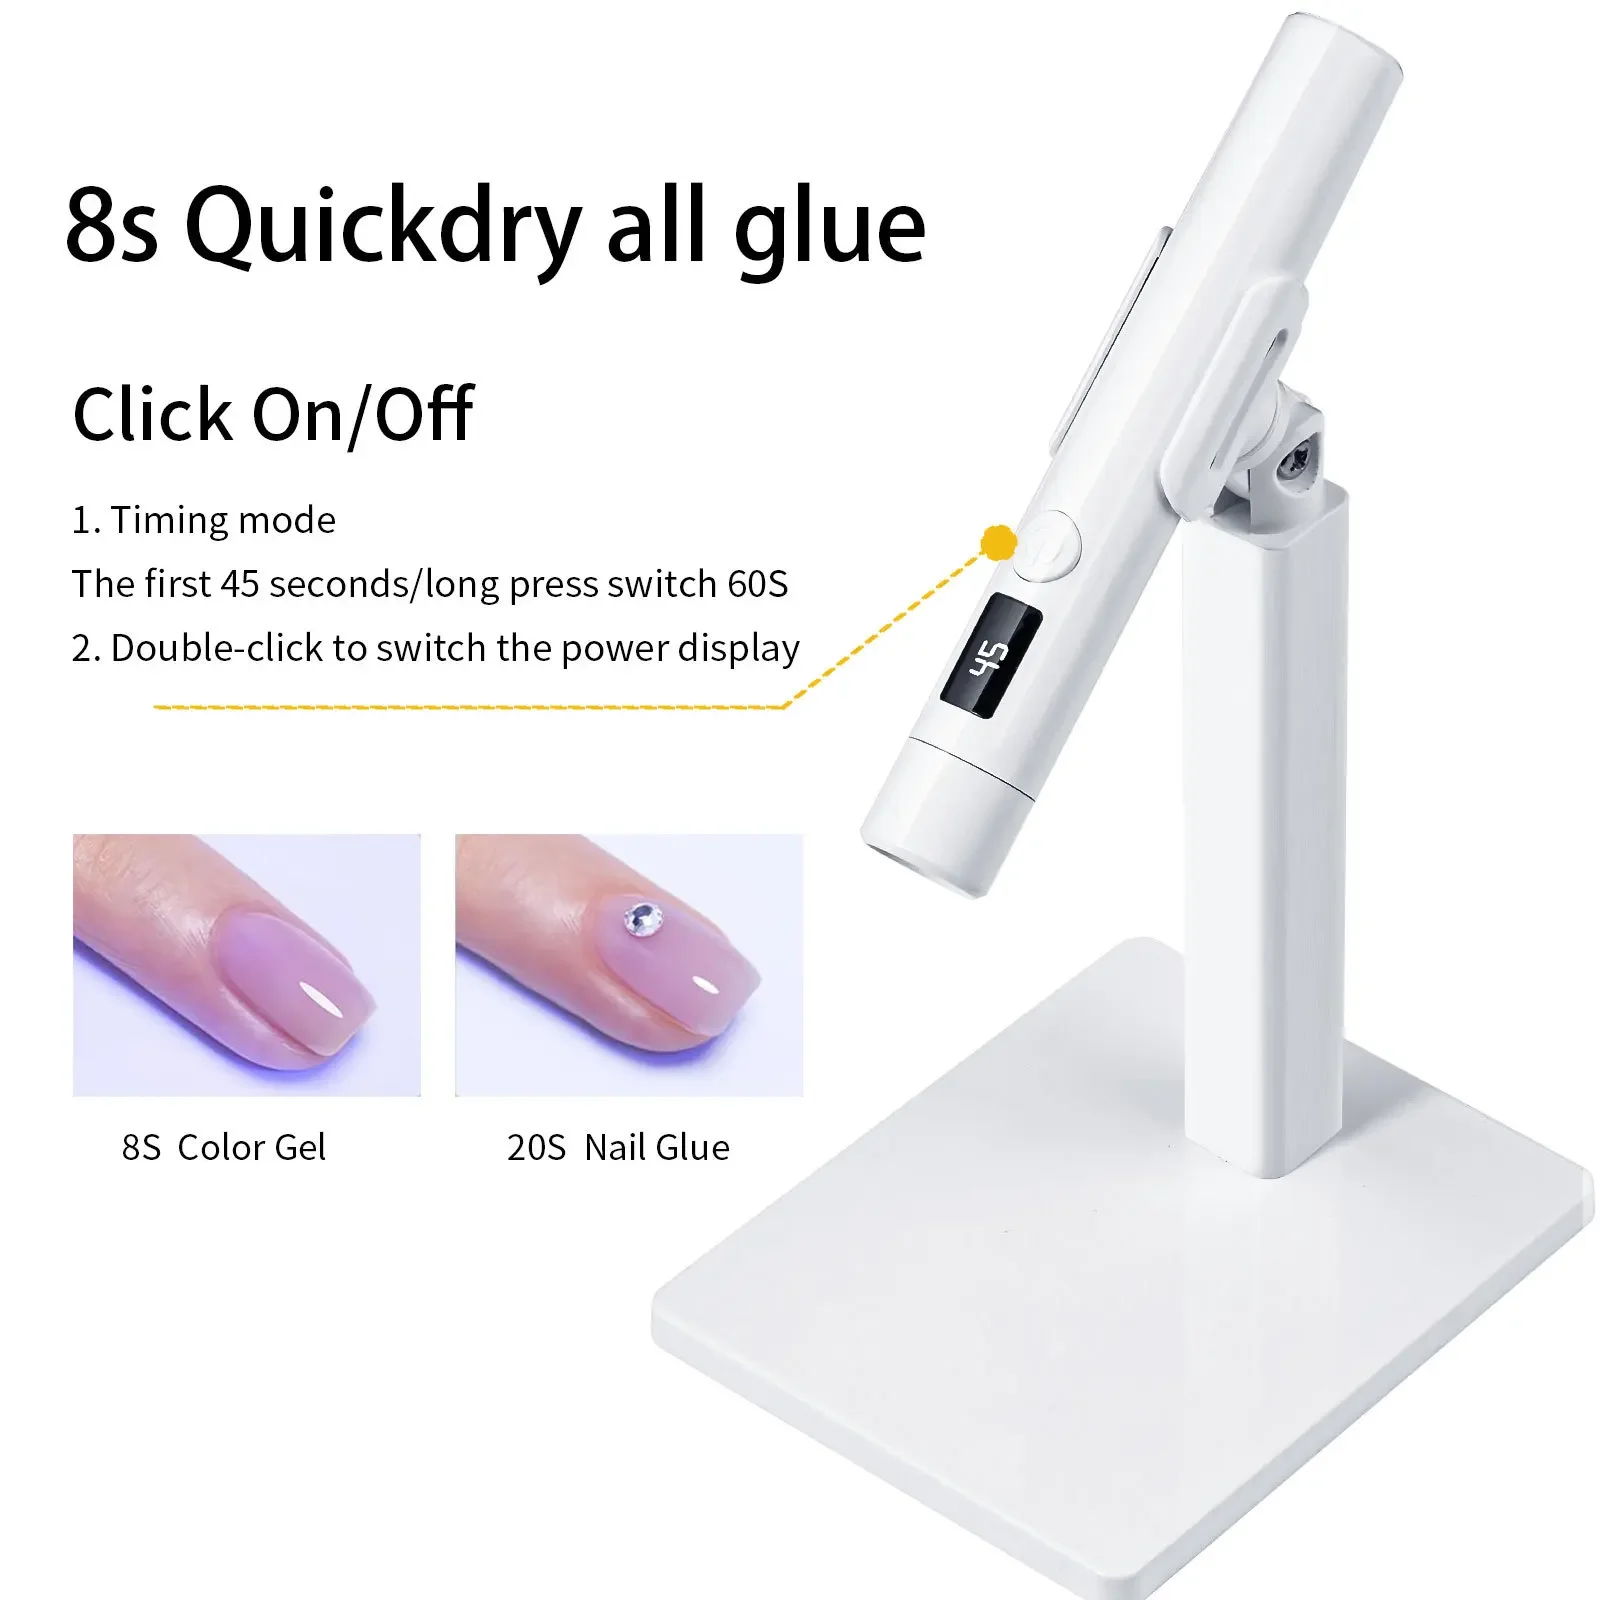 8s Quickdry all glue
Click On/Off
1. Timing mode
The first 45 seconds/long press switch 60S
2. Double-click to switch the power display
45
8S Color Gel
20S Nail Glue